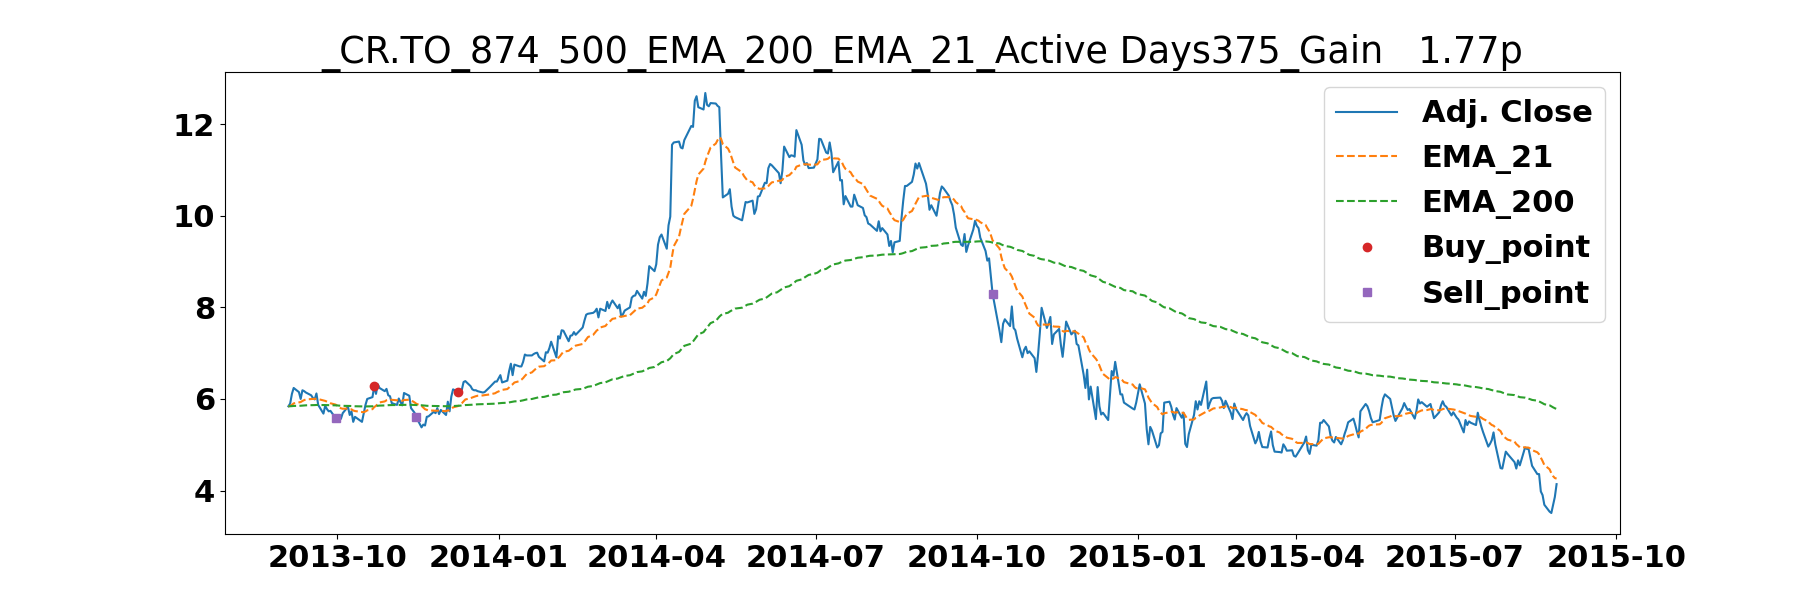 _CR.TO_874_500_EMA_200_EMA_21_Active Days375_Gain   1.77p
12
10
8
6
4
Adj. Close
EMA_21
EMA_200
Buy_point
Sell_point
2013-10 2014-01 2014-04 2014-07 2014-10 2015-01 2015-04 2015-07 2015-10